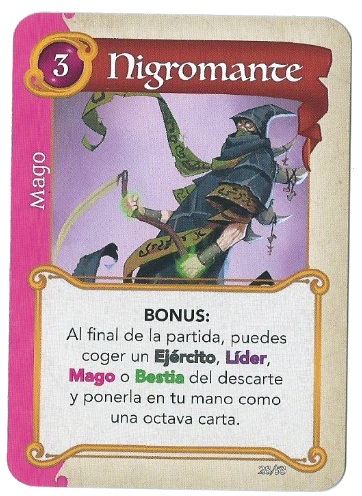 3 Nigromante
Mago
BONUS:
Al final de la partida, puedes
coger un Ejército, Líder,
Mago o Bestia del descarte
y ponerla en tu mano como
una octava carta.